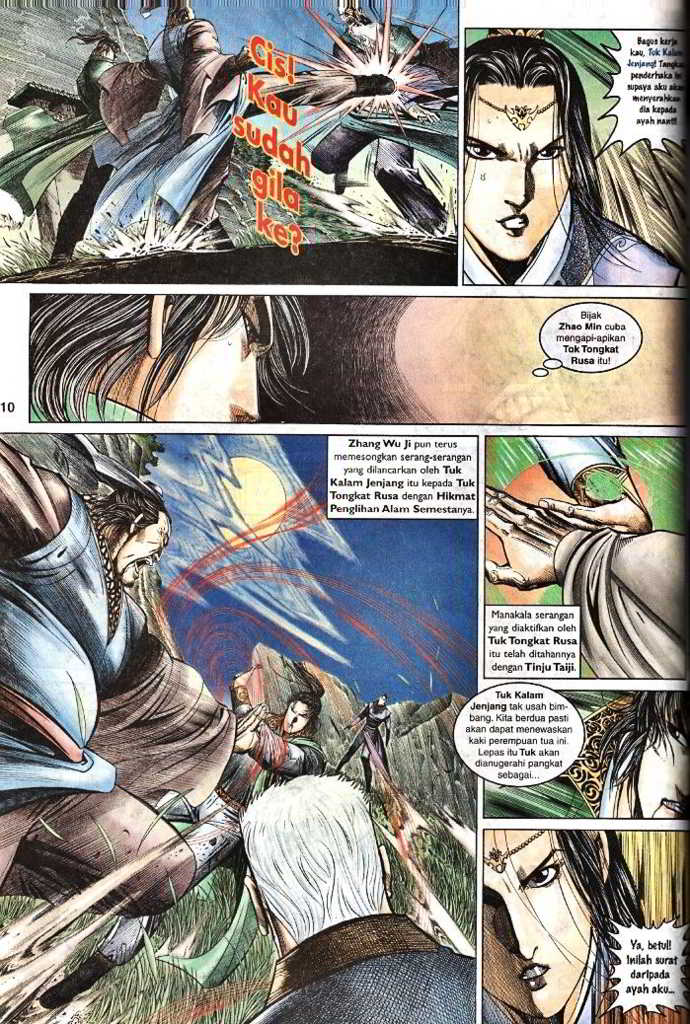 Cis!
Kau
sudah
gila
ke?
Bagus kerja
kau, Tuk Kalam
Jenjang! Tangkap
penderhaka ini
supaya aku akan
menyerahkan
dia kepada
ayah nanti!
Bijak
Zhao Min cuba
mengapi-apikan
Tok Tongkat
Rusa itu!
10
Zhang Wu Ji pun terus
memesongkan serang-serangan
yang dilancarkan oleh Tuk
Kalam Jenjang itu kepada Tuk
Tongkat Rusa dengan Hikmat
Penglihan Alam Semestanya.
Manakala serangan
yang diaktifkan oleh
Tuk Tongkat Rusa
itu telah ditahannya
dengan Tinju Taiji.
Tuk Kalam
Jenjang tak usah bim-
bang. Kita berdua pasti
akan dapat menewaskan
kaki perempuan tua ini.
Lepas itu Tuk akan
dianugerahi pangkat
sebagai...
Ya, betul!
Inilah surat
daripada
ayah aku...